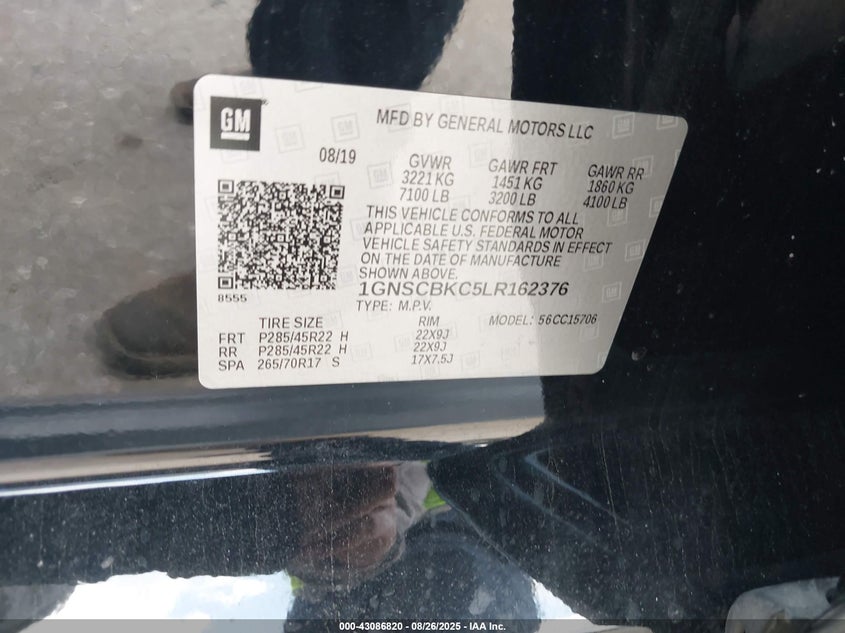 GM
MFD BY GENERAL MOTORS LLC
08/19 GVWR GAWR FRT GAWR RR
3221 KG 1451 KG 1860 KG
7100 LB 3200 LB 4100 LB
THIS VEHICLE CONFORMS TO ALL
APPLICABLE U.S. FEDERAL MOTOR
VEHICLE SAFETY STANDARDS IN EFFECT
ON THE DATE OF MANUFACTURE
SHOWN ABOVE.
8555
1GNSCBKC5LR162376
TYPE: M.P.V.
TIRE SIZE RIM MODEL: 56CC15706
FRT P285/45R22 H 22X9J
RR P285/45R22 H 22X9J
SPA 265/70R17 S 17X7,5J
000-43086820 - 08/26/2025 - IAA Inc.